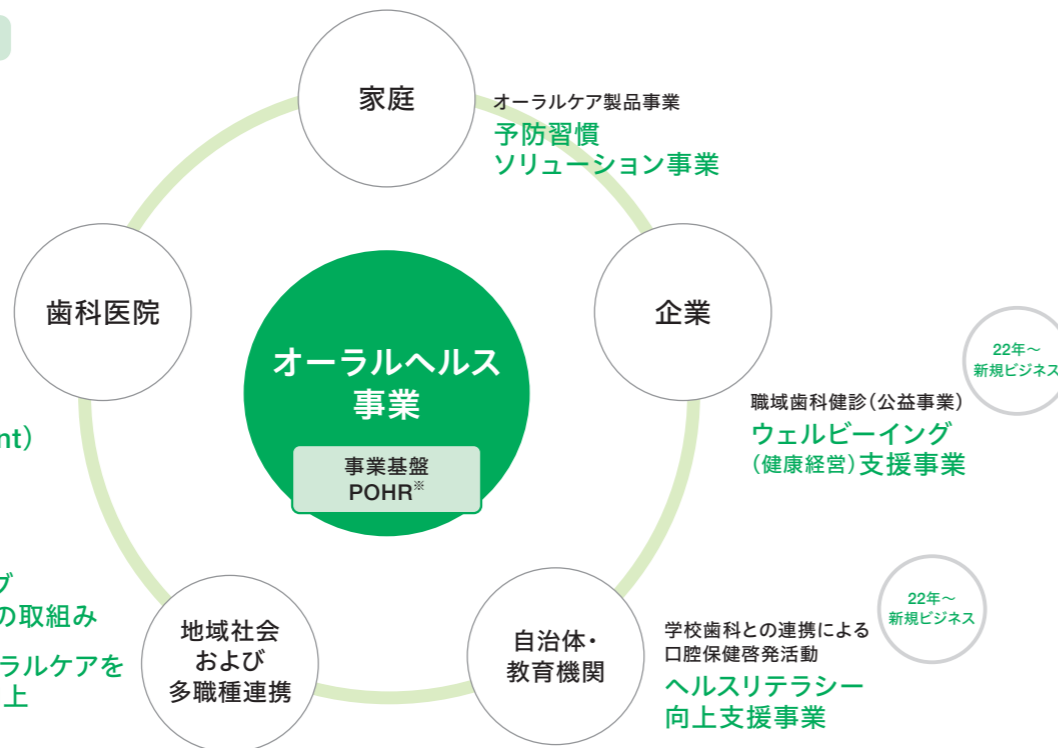 家庭
オーラルケア製品事業
予防習慣
ソリューション事業
歯科医院
企業
22年～
新規ビジネス
オーラルヘルス
事業
事業基盤
POHR※
職域歯科健診（公益事業）
ウェルビーイング
（健康経営）支援事業
nt）
ブ
の取組み
ラルケアを
上
地域社会
および
多職種連携
自治体・
教育機関
学校歯科との連携による
口腔保健啓発活動
ヘルスリテラシー
向上支援事業
22年～
新規ビジネス